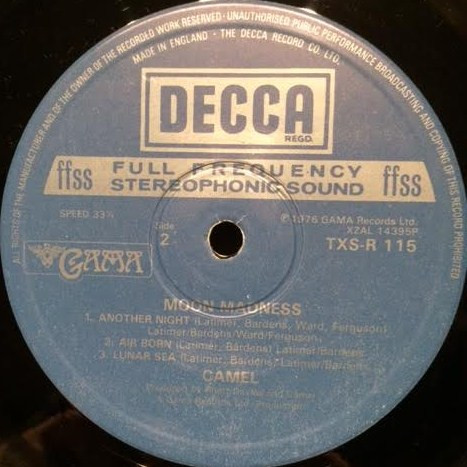 ALL RIGHTS OF THE MANUFACTURER AND OF THE OWNER OF THE RECORDED WORK RESERVED · UNAUTHORISED PUBLIC PERFORMANCE BROADCASTING AND COPYING OF THIS RECORD PROHIBITED
MADE IN ENGLAND · THE DECCA RECORD CO. LTD.
DECCA
REGD.
ffss FULL FREQUENCY STEREOPHONIC SOUND ffss
SPEED 33⅓
GAMA
Side
2
℗ 1976 GAMA Records Ltd.
XZAL 14395P
TXS-R 115
MOON MADNESS
1. ANOTHER NIGHT (Latimer, Bardens, Ward, Ferguson)
Latimer/Bardens/Ward/Ferguson,
2. AIR BORN (Latimer, Bardens) Latimer/Bardens,
3. LUNAR SEA (Latimer, Bardens) Latimer/Bardens,
CAMEL